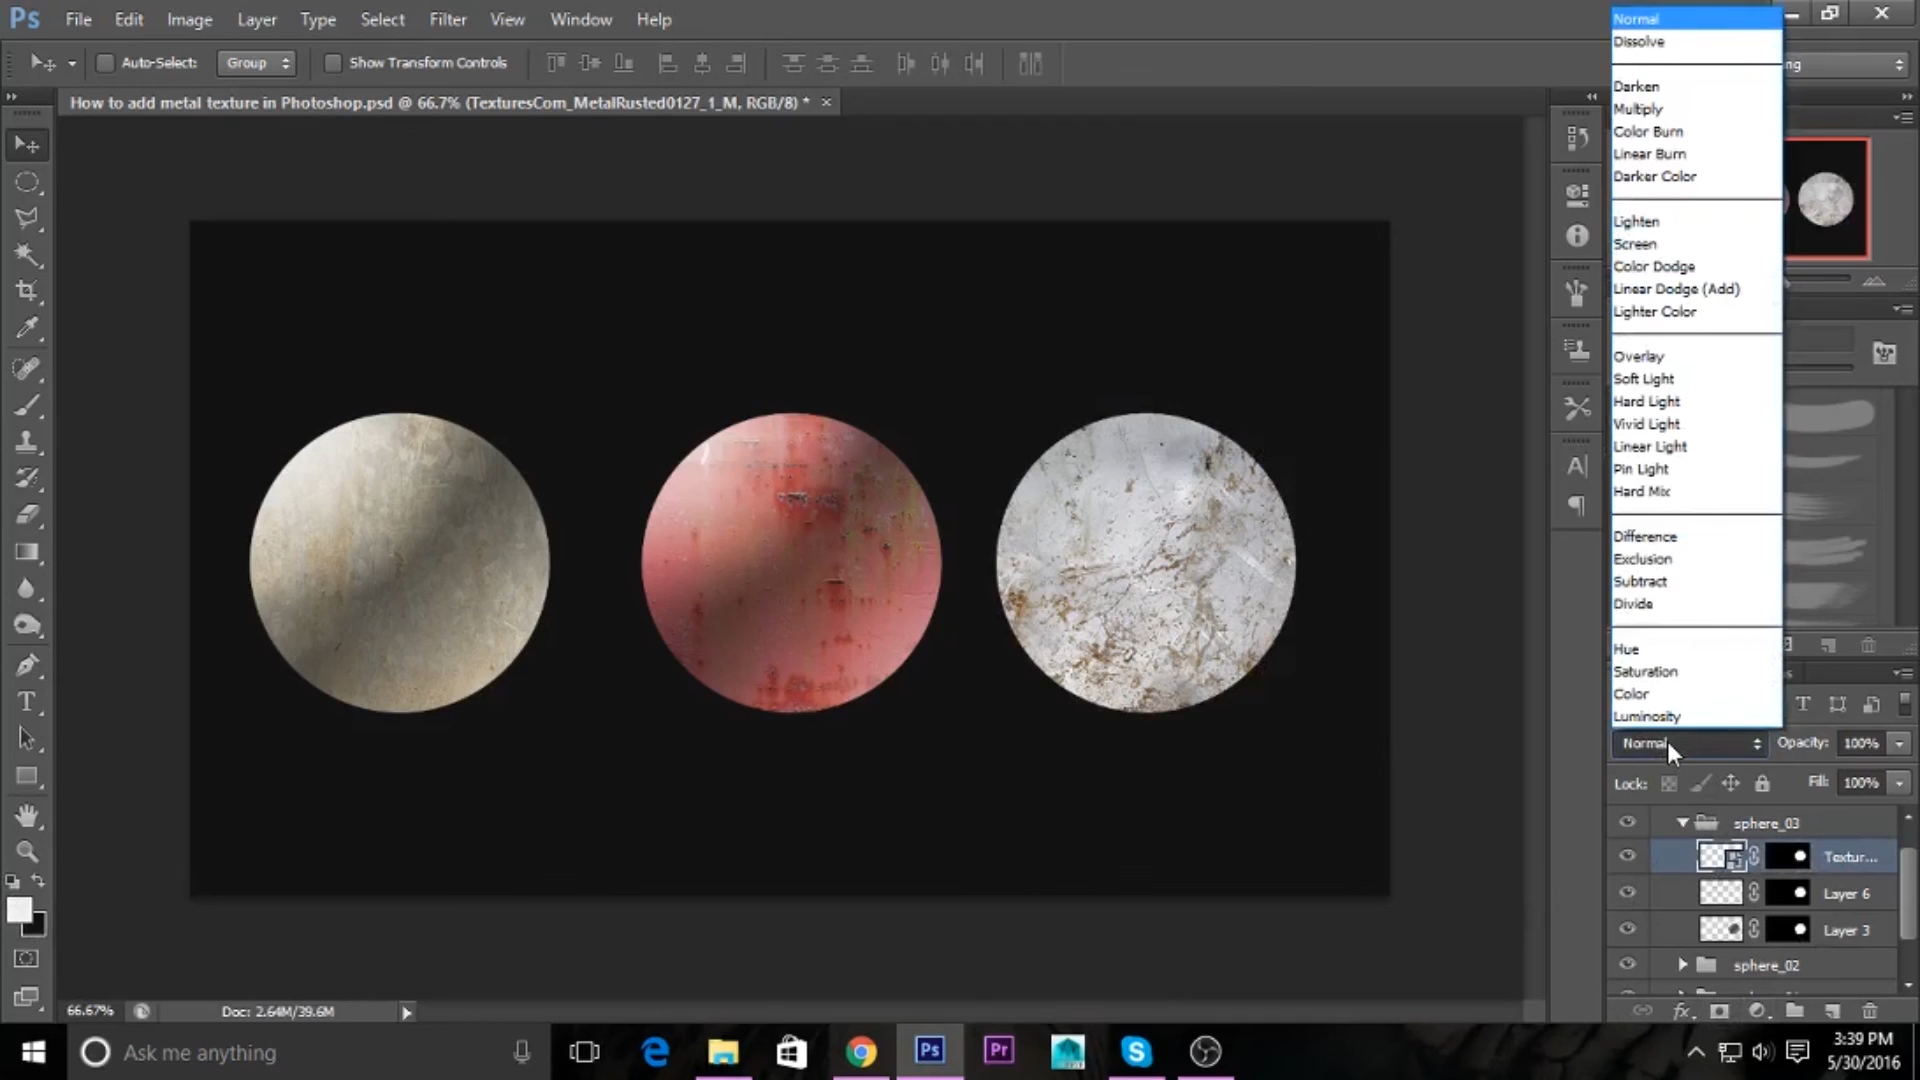 Ps File Edit Image Layer Type Select Filter View Window Help
Auto-Select: Group Show Transform Controls
How to add metal texture in Photoshop.psd @ 66.7% (TexturesCom_MetalRusted0127_1_M, RGB/8) * ×
Normal
Dissolve
Darken
Multiply
Color Burn
Linear Burn
Darker Color
Lighten
Screen
Color Dodge
Linear Dodge (Add)
Lighter Color
Overlay
Soft Light
Hard Light
Vivid Light
Linear Light
Pin Light
Hard Mix
Difference
Exclusion
Subtract
Divide
Hue
Saturation
Color
Luminosity
Normal Opacity: 100%
Lock: Fill: 100%
sphere_03
Textur...
Layer 6
Layer 3
sphere_02
66.67% Doc: 2.64M/39.6M
Ask me anything
Ps Pr
3:39 PM
5/30/2016